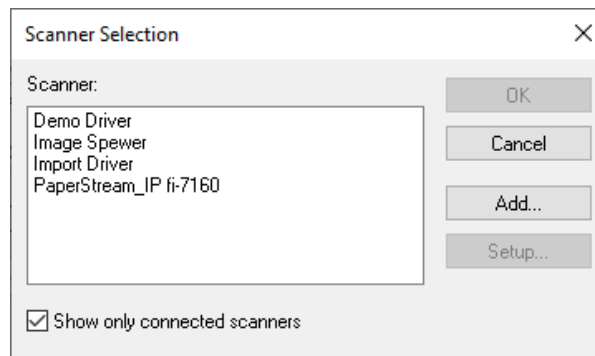 Scanner Selection
Scanner:
Demo Driver
Image Spewer
Import Driver
PaperStream_IP fi-7160
OK
Cancel
Add...
Setup...
Show only connected scanners